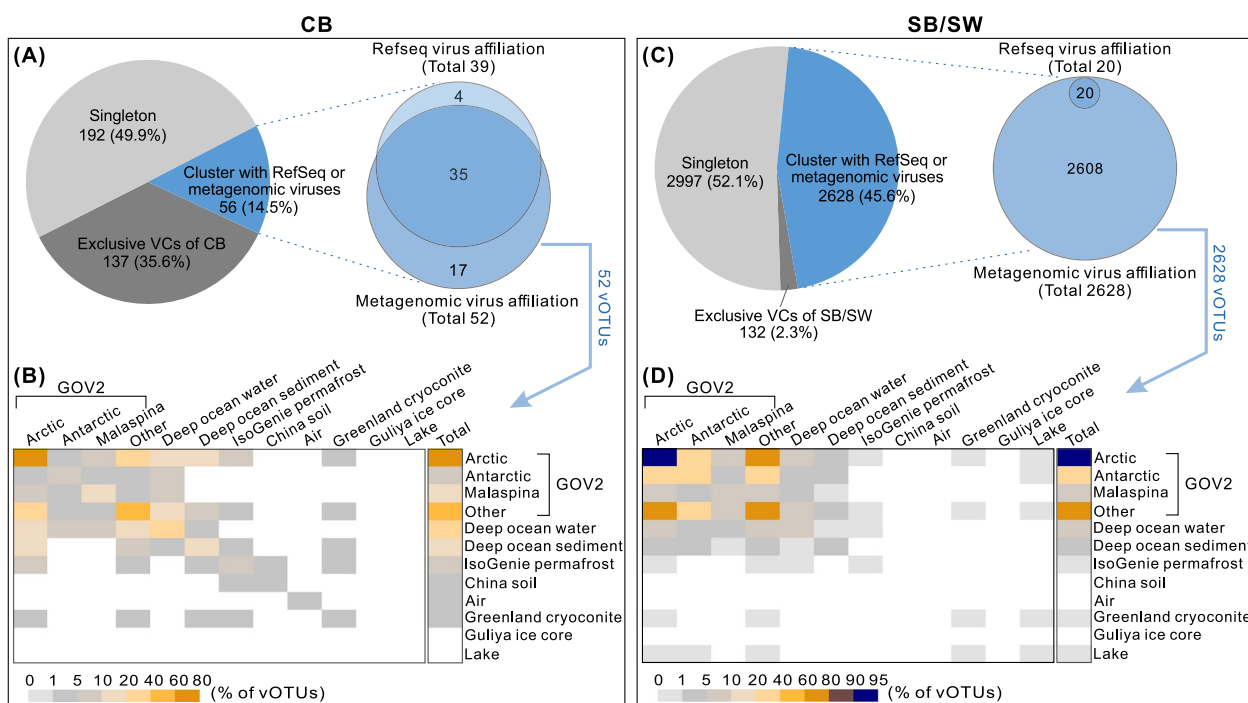 CB
SB/SW
(A)
Refseq virus affiliation
(Total 39)
4
Singleton
192 (49.9%)
Cluster with RefSeq or
metagenomic viruses
56 (14.5%)
35
Exclusive VCs of CB
137 (35.6%)
17
Metagenomic virus affiliation
(Total 52)
52 vOTUs
(C)
Refseq virus affiliation
(Total 20)
20
Singleton
2997 (52.1%)
Cluster with RefSeq or
metagenomic viruses
2628 (45.6%)
2608
Exclusive VCs of SB/SW
132 (2.3%)
Metagenomic virus affiliation
(Total 2628)
2628 vOTUs
(B)
GOV2
Arctic
Antarctic
Malaspina
Other
Deep ocean water
Deep ocean sediment
IsoGenie permafrost
China soil
Air
Greenland cryoconite
Guliya ice core
Lake
Total
Arctic
Antarctic
Malaspina
Other
GOV2
Deep ocean water
Deep ocean sediment
IsoGenie permafrost
China soil
Air
Greenland cryoconite
Guliya ice core
Lake
0 1 5 10 20 40 60 80
(% of vOTUs)
(D)
GOV2
Arctic
Antarctic
Malaspina
Other
Deep ocean water
Deep ocean sediment
IsoGenie permafrost
China soil
Air
Greenland cryoconite
Guliya ice core
Lake
Total
Arctic
Antarctic
Malaspina
Other
GOV2
Deep ocean water
Deep ocean sediment
IsoGenie permafrost
China soil
Air
Greenland cryoconite
Guliya ice core
Lake
0 1 5 10 20 40 60 80 90 95
(% of vOTUs)